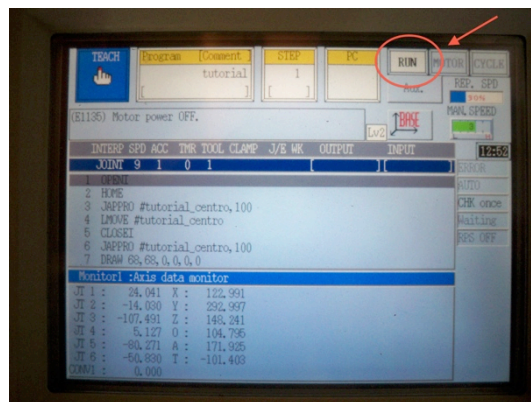 TEACH Program [Comment ] STEP PC RUN MOTOR CYCLE
tutorial 1 Aux. REP. SPD
[ ] [ ]
(E1135) Motor power OFF. MAN. SPEED
Lv2 BASE
INTERP SPD ACC TMR TOOL CLAMP J/E WK OUTPUT INPUT 12:52
JOINT 9 1 0 1 [ ][ ] ERROR
1 OPENI AUTO
2 HOME
3 JAPPRO #tutorial_centro,100 CHK once
4 LMOVE #tutorial_centro Waiting
5 CLOSEI RPS OFF
6 JAPPRO #tutorial_centro,100
7 DRAW 68,68,0,0,0,0
Monitor1 :Axis data monitor
JT 1 : 24.041 X : 122.991
JT 2 : -14.030 Y : 292.997
JT 3 : -107.491 Z : 148.241
JT 4 : 5.127 O : 104.795
JT 5 : -80.271 A : 171.925
JT 6 : -50.830 T : -101.403
CONV1 : 0.000